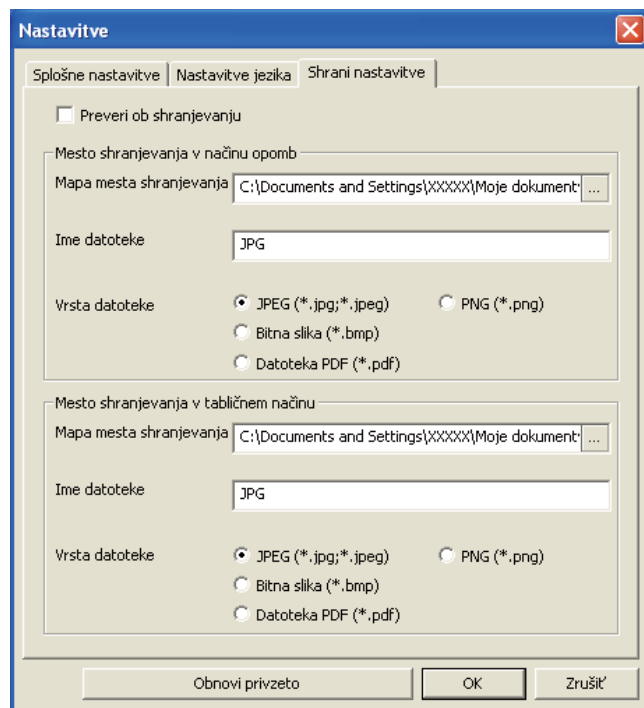 Nastavitve
Splošne nastavitve Nastavitve jezika Shrani nastavitve
Preveri ob shranjevanju
Mesto shranjevanja v načinu opomb
Mapa mesta shranjevanja C:\Documents and Settings\XXXXX\Moje dokument ...
Ime datoteke JPG
Vrsta datoteke JPEG (*.jpg;*.jpeg) PNG (*.png)
Bitna slika (*.bmp)
Datoteka PDF (*.pdf)
Mesto shranjevanja v tabličnem načinu
Mapa mesta shranjevanja C:\Documents and Settings\XXXXX\Moje dokument ...
Ime datoteke JPG
Vrsta datoteke JPEG (*.jpg;*.jpeg) PNG (*.png)
Bitna slika (*.bmp)
Datoteka PDF (*.pdf)
Obnovi privzeto OK Zrušiť